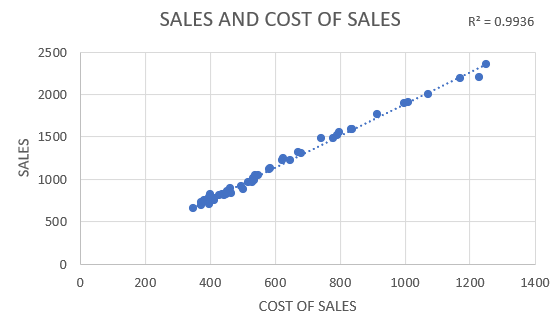 SALES AND COST OF SALES
R² = 0.9936
2500
2000
1500
1000
500
0
SALES
0 200 400 600 800 1000 1200 1400
COST OF SALES